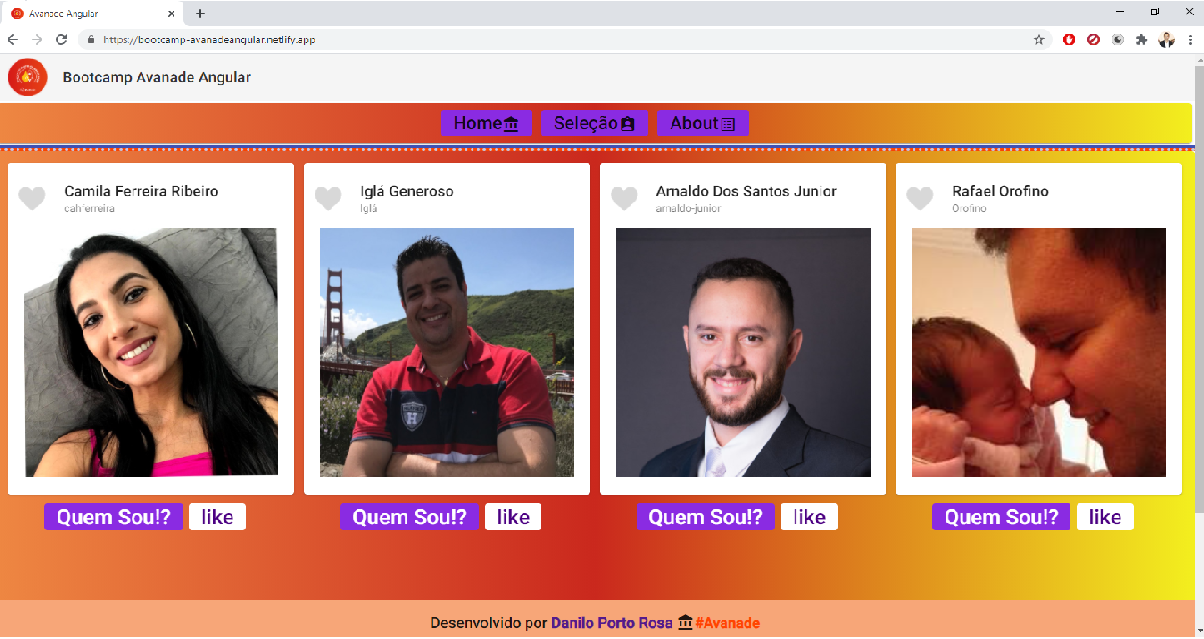 Avanade Angular
https://bootcamp-avanadeangular.netlify.app
Bootcamp Avanade Angular
Home
Seleção
About
Camila Ferreira Ribeiro
cahferreira
Iglá Generoso
Iglá
Arnaldo Dos Santos Junior
arnaldo-junior
Rafael Orofino
Orofino
Quem Sou!? like
Quem Sou!? like
Quem Sou!? like
Quem Sou!? like
Desenvolvido por Danilo Porto Rosa #Avanade